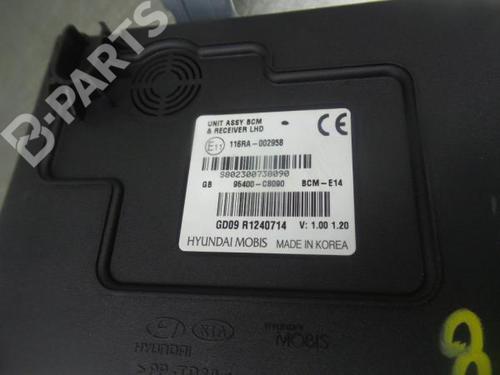 B-PARTS
UNIT ASSY BCM
& RECEIVER LHD
CE
E11 116RA-002958
S802300738090
GB 95400-C8090 BCM-E14
GD09 R1240714 V: 1.00 1.20
HYUNDAI MOBIS MADE IN KOREA
HYUNDAI
KIA
HYUNDAI
MOBIS